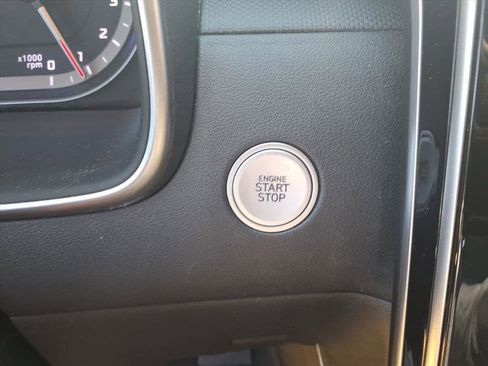 3
2
1
x1000
rpm
0
ENGINE
START
STOP